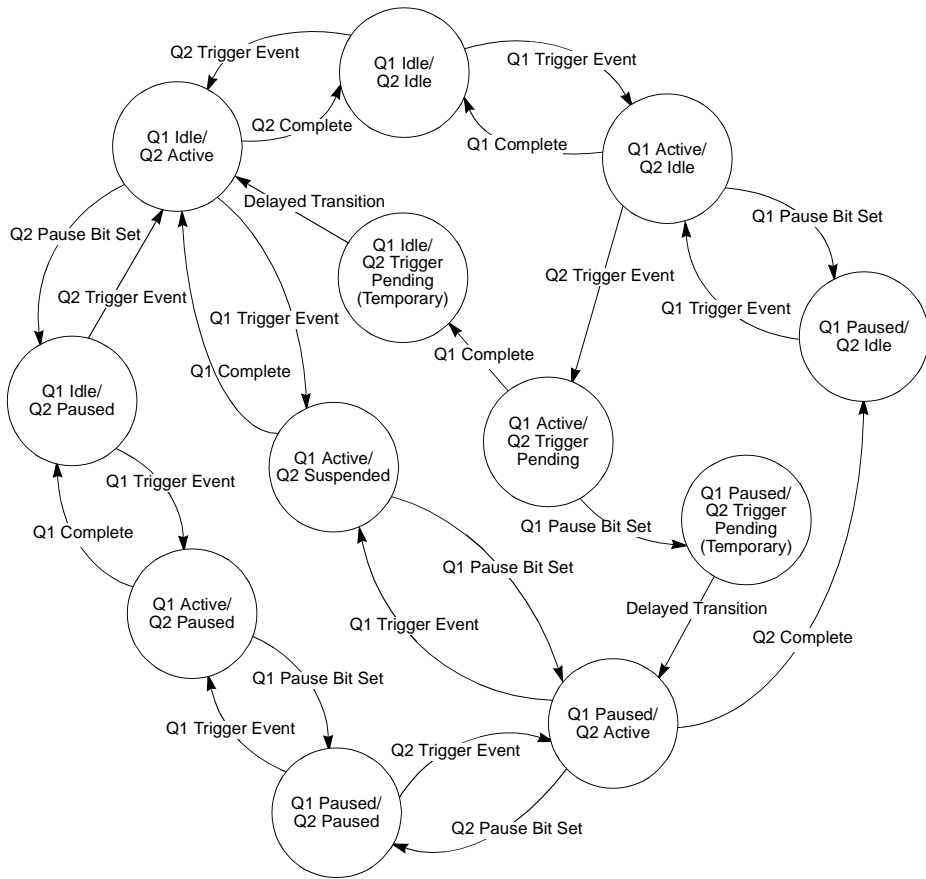 Q2 Trigger Event
Q1 Idle/
Q2 Idle
Q1 Trigger Event
Q1 Idle/
Q2 Active
Q2 Complete
Q1 Complete
Q1 Active/
Q2 Idle
Delayed Transition
Q1 Pause Bit Set
Q2 Pause Bit Set
Q1 Idle/
Q2 Trigger
Pending
(Temporary)
Q2 Trigger Event
Q2 Trigger Event
Q1 Trigger Event
Q1 Trigger Event
Q1 Paused/
Q2 Idle
Q1 Complete
Q1 Complete
Q1 Idle/
Q2 Paused
Q1 Active/
Q2 Trigger
Pending
Q1 Active/
Q2 Suspended
Q1 Trigger Event
Q1 Paused/
Q2 Trigger
Pending
(Temporary)
Q1 Complete
Q1 Pause Bit Set
Q1 Pause Bit Set
Q1 Active/
Q2 Paused
Delayed Transition
Q1 Trigger Event
Q2 Complete
Q1 Pause Bit Set
Q1 Paused/
Q2 Active
Q1 Trigger Event
Q2 Trigger Event
Q1 Paused/
Q2 Paused
Q2 Pause Bit Set